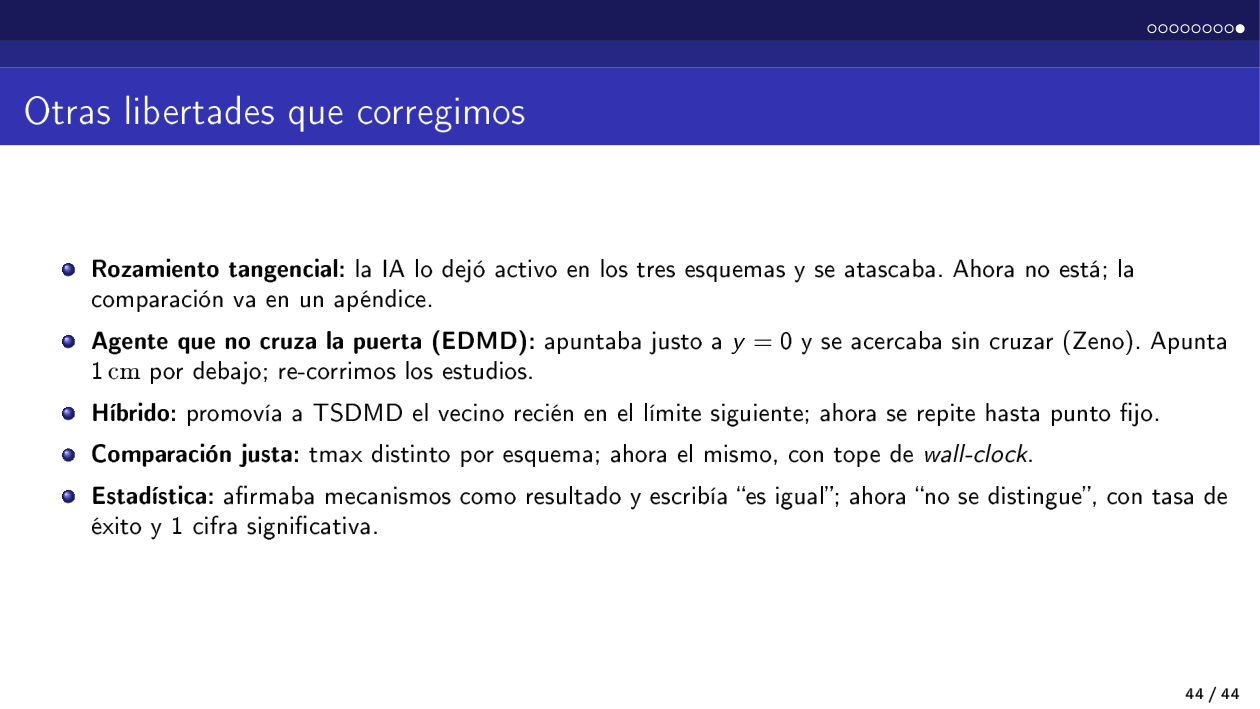 Otras libertades que corregimos
Rozamiento tangencial: la IA lo dejó activo en los tres esquemas y se atascaba. Ahora no está; la
comparación va en un apéndice.
Agente que no cruza la puerta (EDMD): apuntaba justo a y = 0 y se acercaba sin cruzar (Zeno). Apunta
1 cm por debajo; re-corrimos los estudios.
Híbrido: promovía a TSDMD el vecino recién en el límite siguiente; ahora se repite hasta punto fijo.
Comparación justa: tmax distinto por esquema; ahora el mismo, con tope de wall-clock.
Estadística: afirmaba mecanismos como resultado y escribía “es igual”; ahora “no se distingue”, con tasa de
éxito y 1 cifra significativa.
44 / 44